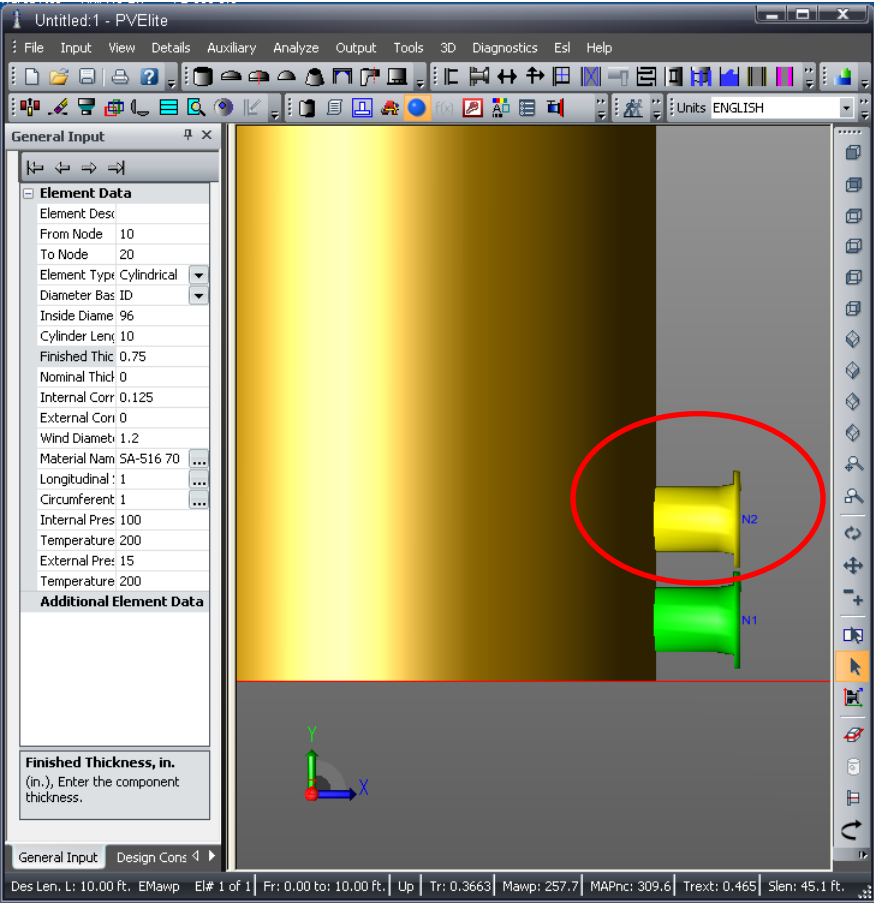 Untitled:1 - PVElite
File Input View Details Auxiliary Analyze Output Tools 3D Diagnostics Esl Help
f(x)
Units ENGLISH
General Input
Element Data
Element Desc
From Node 10
To Node 20
Element Type Cylindrical
Diameter Bas ID
Inside Diame 96
Cylinder Leng 10
Finished Thic 0.75
Nominal Thick 0
Internal Corr 0.125
External Corr 0
Wind Diamete 1.2
Material Nam SA-516 70 ...
Longitudinal S 1 ...
Circumferent 1 ...
Internal Pres 100
Temperature 200
External Pres 15
Temperature 200
Additional Element Data
N2
N1
Y
X
Finished Thickness, in.
(in.), Enter the component
thickness.
General Input Design Cons
Des Len. L: 10.00 ft. EMawp El# 1 of 1 Fr: 0.00 to: 10.00 ft. Up Tr: 0.3663 Mawp: 257.7 MAPnc: 309.6 Trext: 0.465 Slen: 45.1 ft.